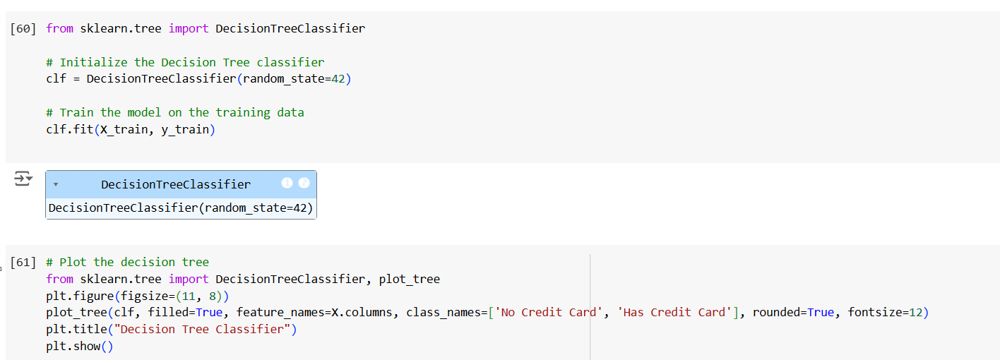 [60] from sklearn.tree import DecisionTreeClassifier
# Initialize the Decision Tree classifier
clf = DecisionTreeClassifier(random_state=42)
# Train the model on the training data
clf.fit(X_train, y_train)
DecisionTreeClassifier i ?
DecisionTreeClassifier(random_state=42)
[61] # Plot the decision tree
s
from sklearn.tree import DecisionTreeClassifier, plot_tree
plt.figure(figsize=(11, 8))
plot_tree(clf, filled=True, feature_names=X.columns, class_names=['No Credit Card', 'Has Credit Card'], rounded=True, fontsize=12)
plt.title("Decision Tree Classifier")
plt.show()